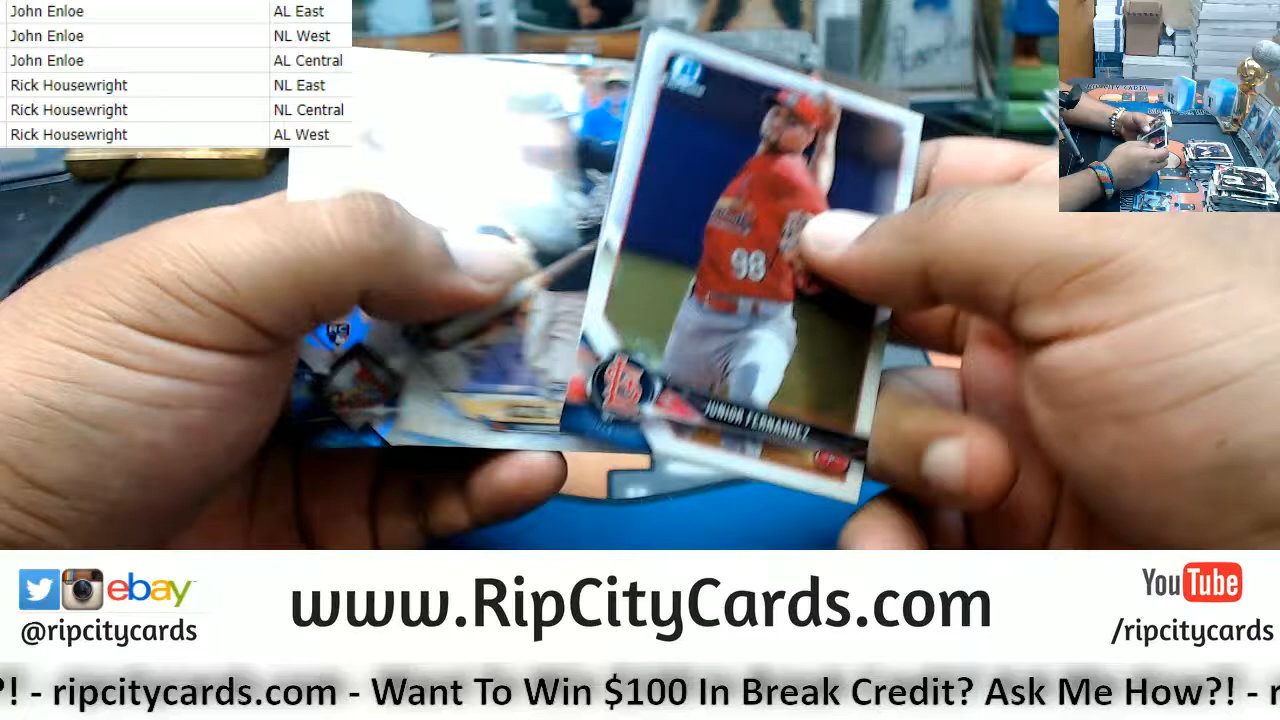 John Enloe AL East
John Enloe NL West
John Enloe AL Central
Rick Housewright NL East
Rick Housewright NL Central
Rick Housewright AL West
98
JUNIOR FERNANDEZ
RC
ebay
@ripcitycards
www.RipCityCards.com
YouTube
/ripcitycards
?! - ripcitycards.com - Want To Win $100 In Break Credit? Ask Me How?! - r